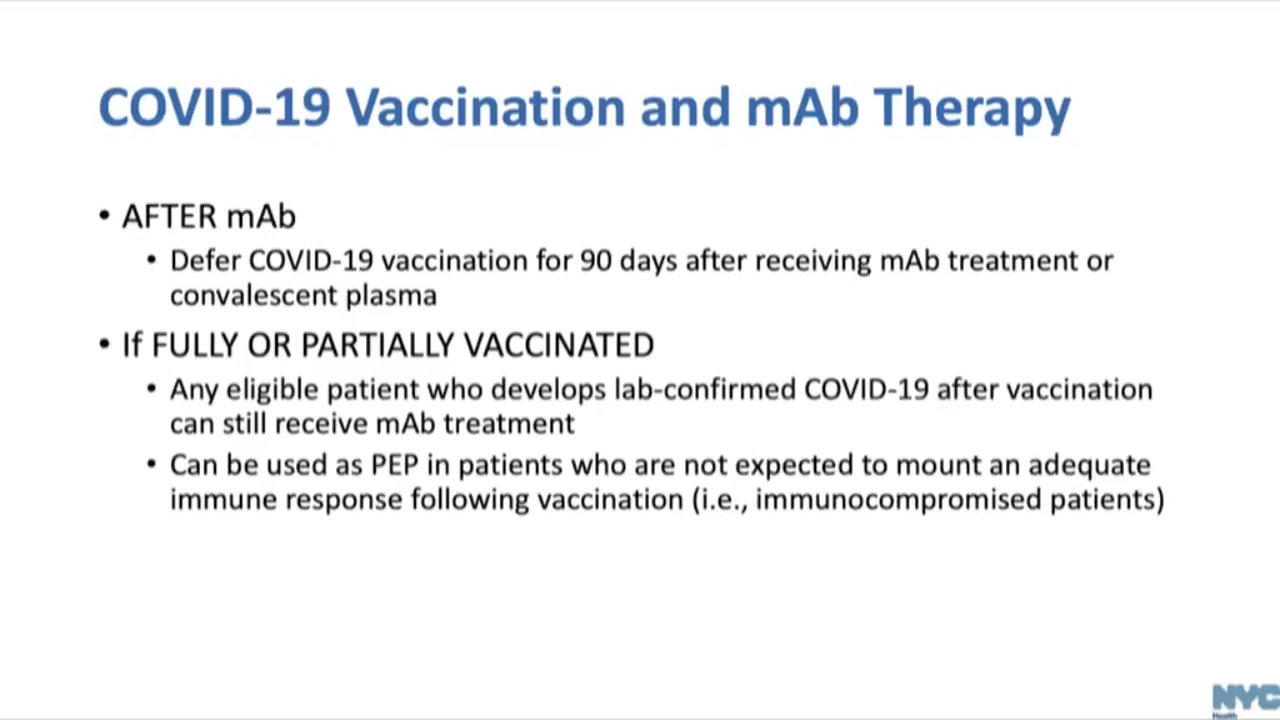 COVID-19 Vaccination and mAb Therapy
• AFTER mAb
• Defer COVID-19 vaccination for 90 days after receiving mAb treatment or
convalescent plasma
• If FULLY OR PARTIALLY VACCINATED
• Any eligible patient who develops lab-confirmed COVID-19 after vaccination
can still receive mAb treatment
• Can be used as PEP in patients who are not expected to mount an adequate
immune response following vaccination (i.e., immunocompromised patients)
NYC
Health